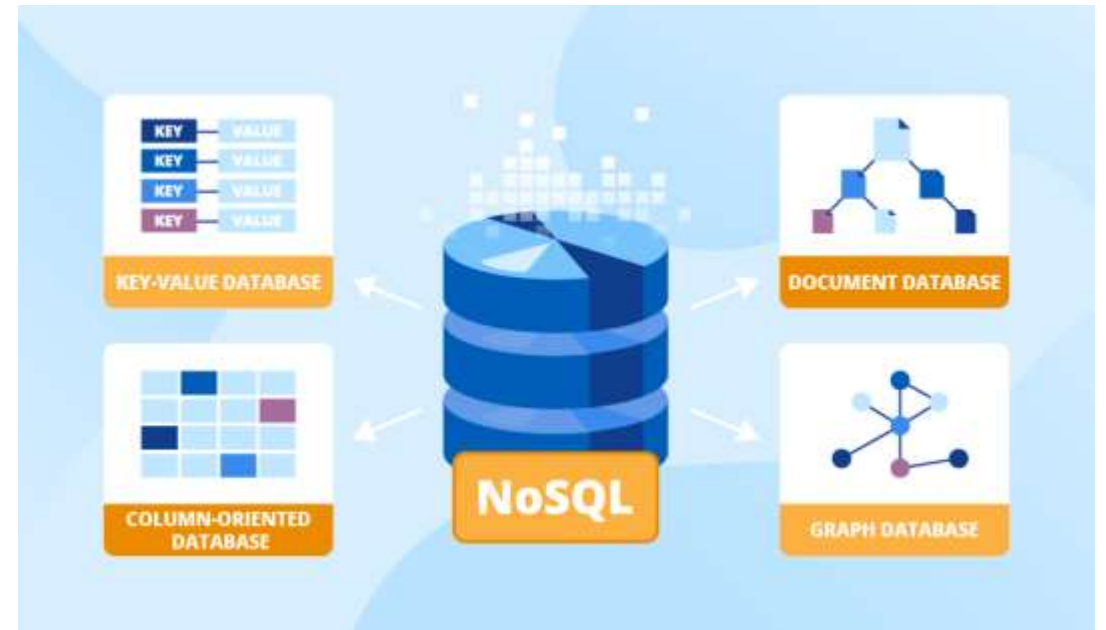 KEY VALUE
KEY VALUE
KEY VALUE
KEY VALUE
KEY-VALUE DATABASE
DOCUMENT DATABASE
COLUMN-ORIENTED
DATABASE
NoSQL
GRAPH DATABASE